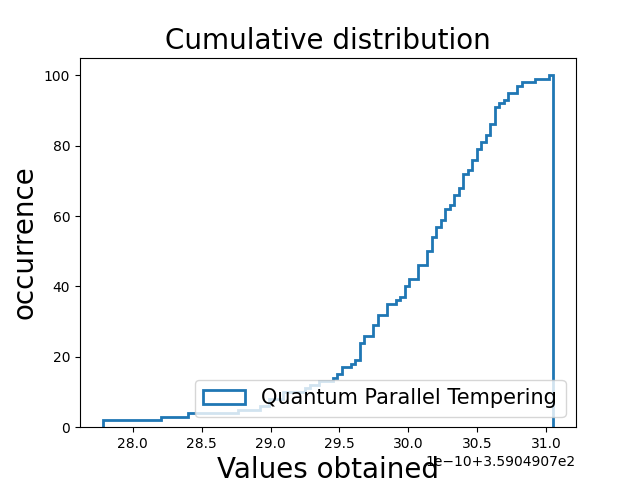 Cumulative distribution
occurrence
100
80
60
40
20
0
Quantum Parallel Tempering
28.0 28.5 29.0 29.5 30.0 30.5 31.0
1e−10+3.5904907e2
Values obtained